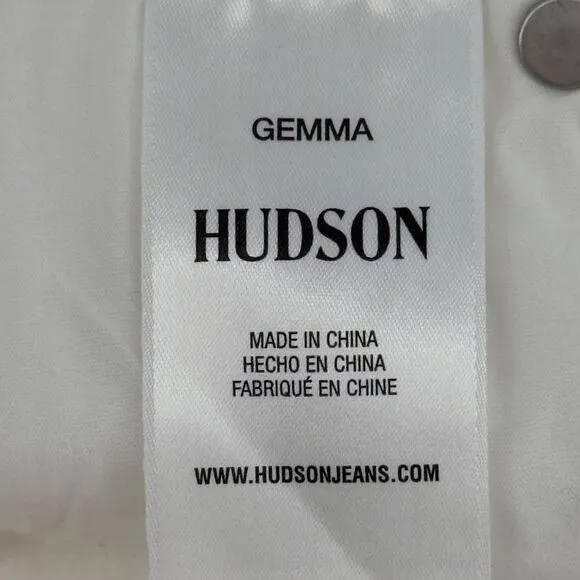 GEMMA
HUDSON
MADE IN CHINA
HECHO EN CHINA
FABRIQUÉ EN CHINE
WWW.HUDSONJEANS.COM